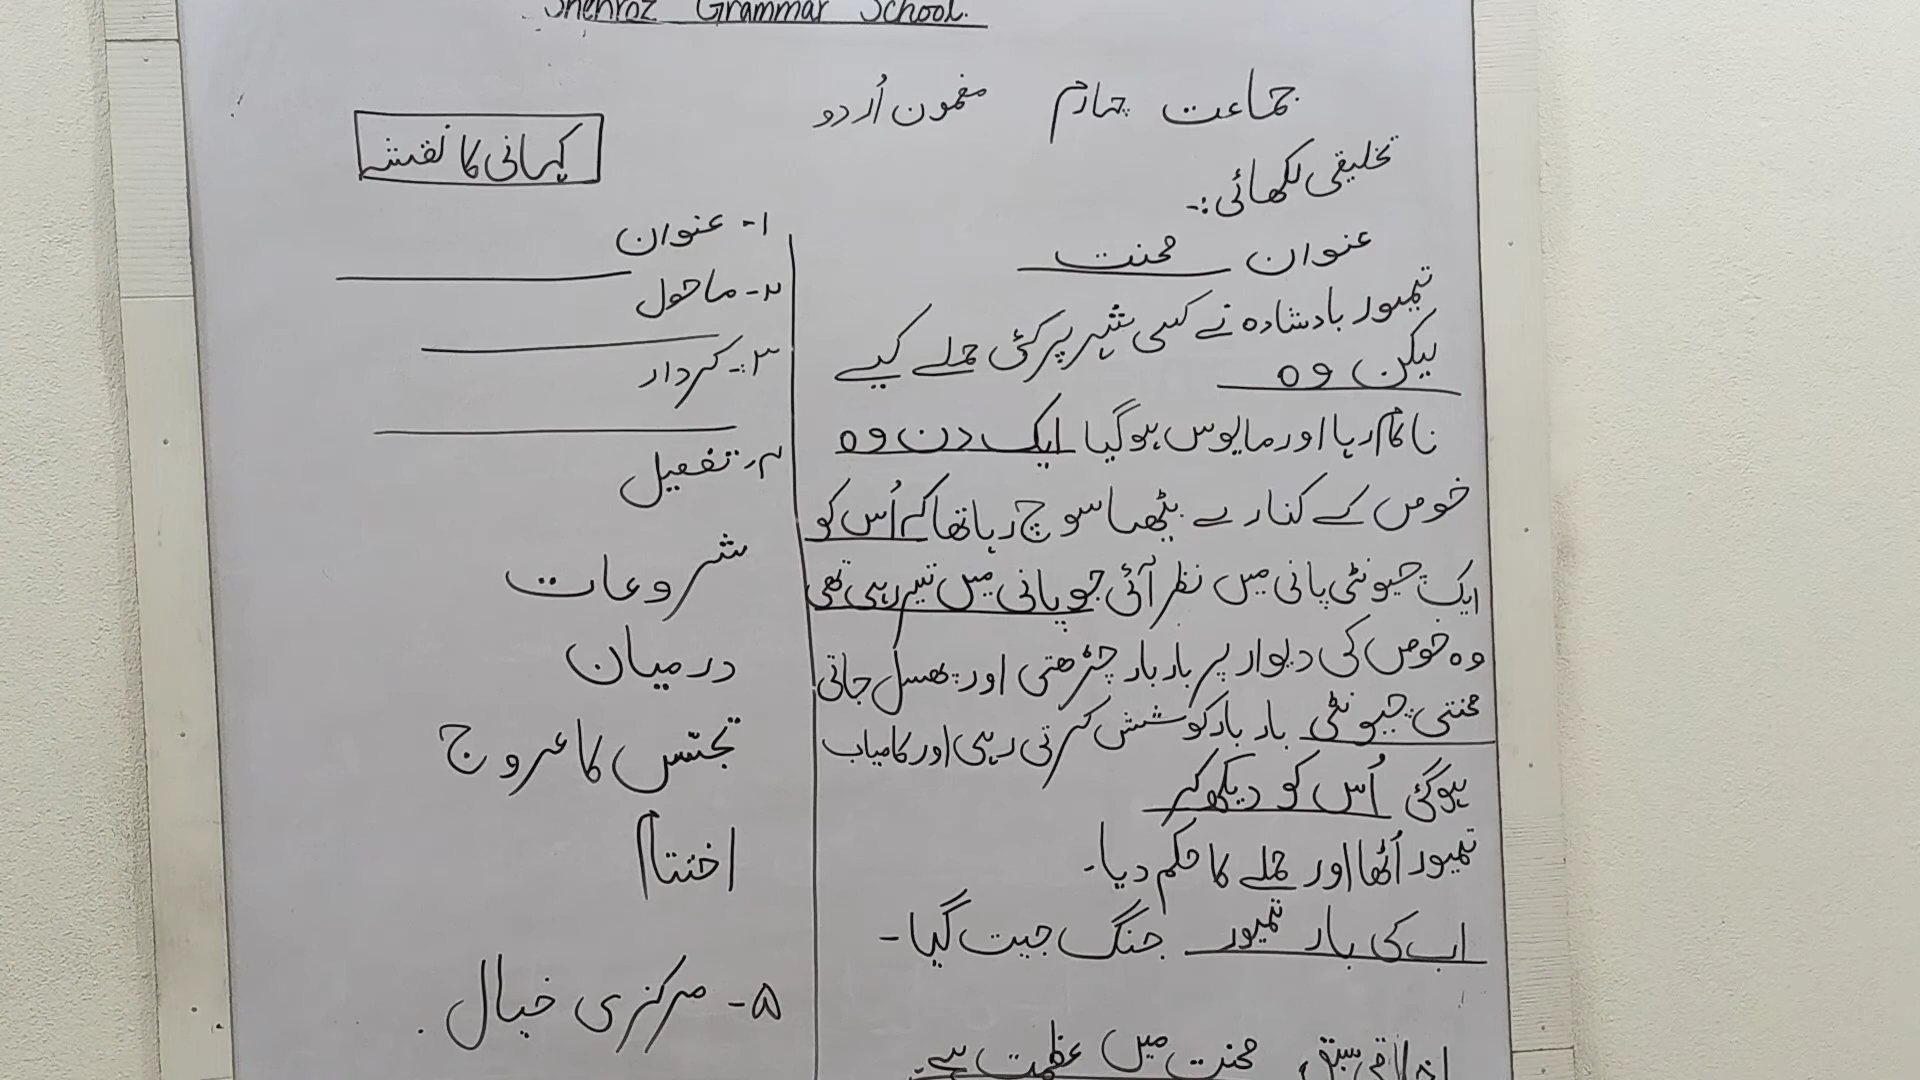 Shehroz Grammar School.
جماعت چہارم مضمون اُردو
تخلیقی لکھائی:-
عنوان محنت
تیمور بادشاہ نے کسی شہر پر کئی حملے کیے
لیکن وہ
ناکام رہا اور مایوس ہوگیا ایک دن وہ
حوض کے کنارے بیٹھا سوچ رہا تھا کہ اُس کو
ایک چیونٹی پانی میں نظر آئی جو پانی میں تیر رہی تھی
وہ حوض کی دیوار پر بار بار چڑھتی اور پھسل جاتی
محنتی چیونٹی بار بار کوشش کرتی رہی اور کامیاب
ہوگئی اُس کو دیکھ کر
تیمور اُٹھا اور حملے کا حکم دیا۔
اب کی بار تیمور جنگ جیت گیا۔
اخلاقی سبق محنت میں عظمت ہے۔
کہانی کا نقشہ
۱- عنوان
۲- ماحول
۳- کردار
۴- تفصیل
شروعات
درمیان
تجسّس کا عروج
اختتام
۵- مرکزی خیال